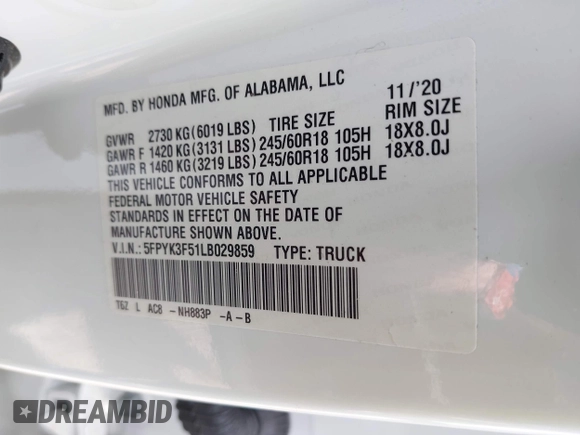 MFD. BY HONDA MFG. OF ALABAMA, LLC 11/'20
GVWR 2730 KG(6019 LBS) TIRE SIZE RIM SIZE
GAWR F 1420 KG(3131 LBS)245/60R18 105H 18X8.0J
GAWR R 1460 KG(3219 LBS)245/60R18 105H 18X8.0J
THIS VEHICLE CONFORMS TO ALL APPLICABLE
FEDERAL MOTOR VEHICLE SAFETY
STANDARDS IN EFFECT ON THE DATE OF
MANUFACTURE SHOWN ABOVE.
V.I.N.: 5FPYK3F51LB029859 TYPE: TRUCK
T6Z L AC8 -NH883P -A-B
DREAMBID